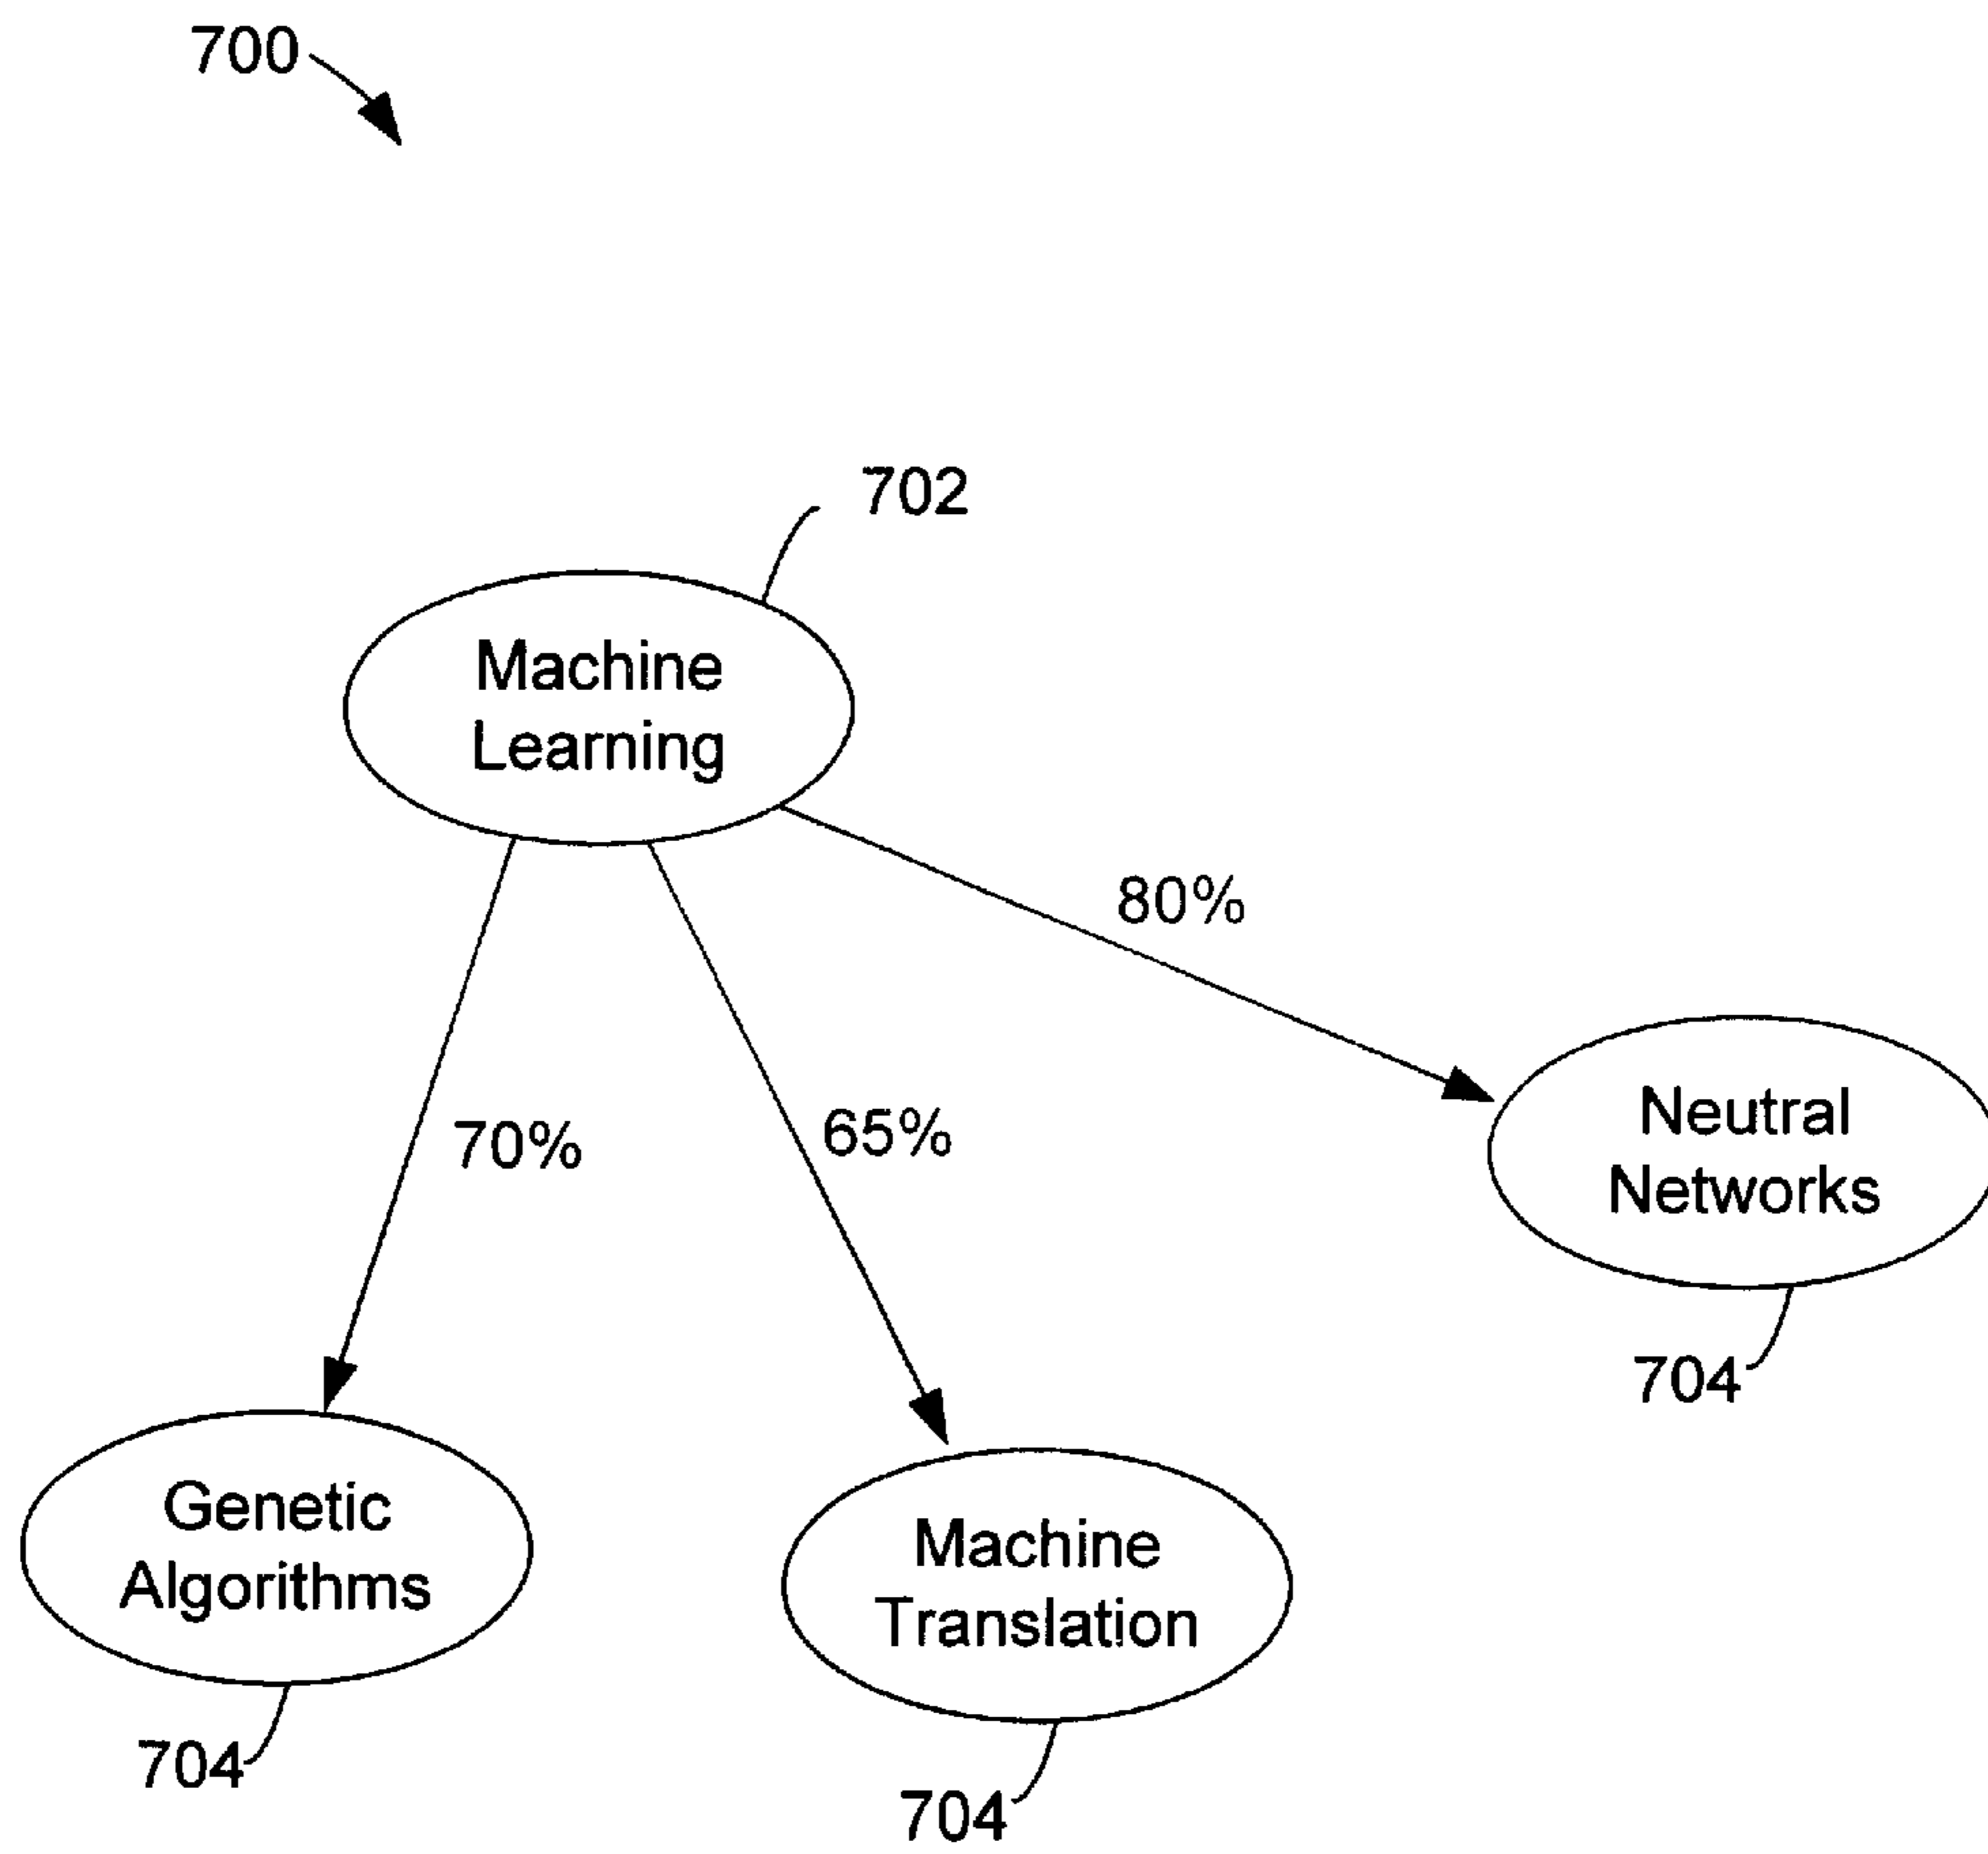 700
702
Machine
Learning
80%
70%
65%
Neutral
Networks
704
Genetic
Algorithms
704
Machine
Translation
704